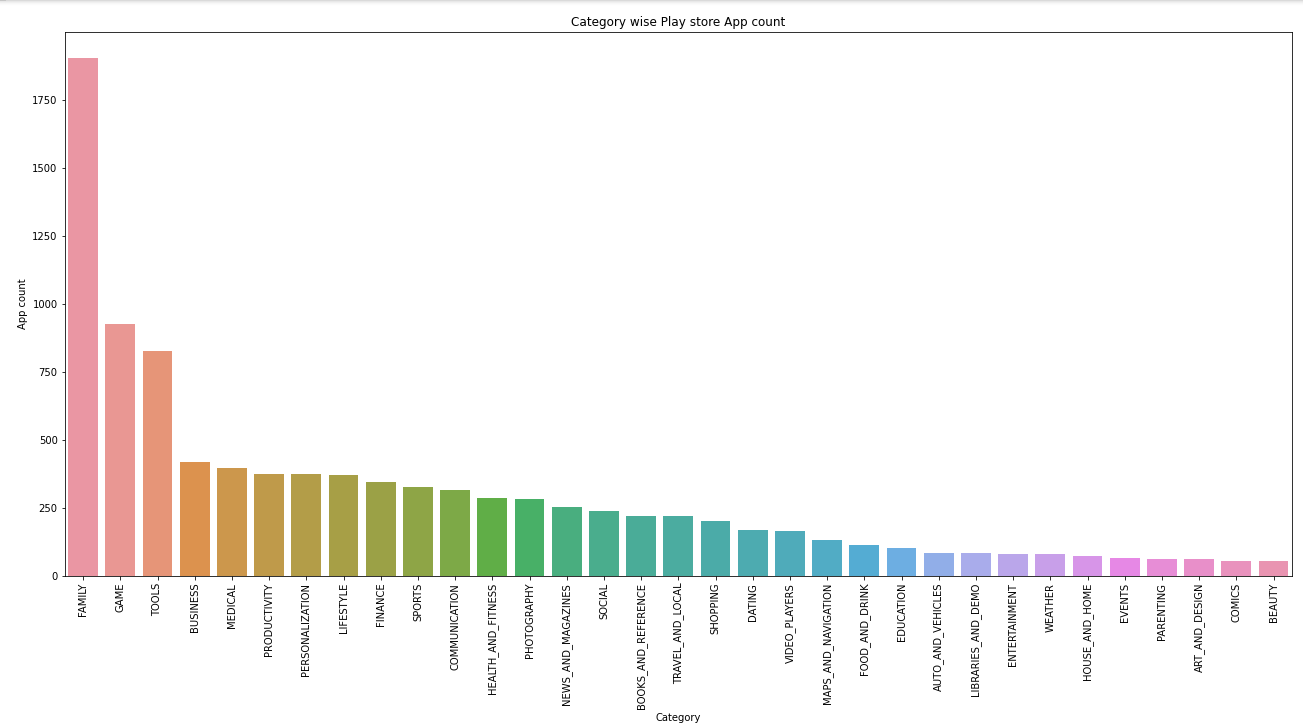 Category wise Play store App count
1750
1500
1250
1000
750
500
250
0
App count
FAMILY
GAME
TOOLS
BUSINESS
MEDICAL
PRODUCTIVITY
PERSONALIZATION
LIFESTYLE
FINANCE
SPORTS
COMMUNICATION
HEALTH_AND_FITNESS
PHOTOGRAPHY
NEWS_AND_MAGAZINES
SOCIAL
BOOKS_AND_REFERENCE
TRAVEL_AND_LOCAL
SHOPPING
DATING
VIDEO_PLAYERS
MAPS_AND_NAVIGATION
FOOD_AND_DRINK
EDUCATION
AUTO_AND_VEHICLES
LIBRARIES_AND_DEMO
ENTERTAINMENT
WEATHER
HOUSE_AND_HOME
EVENTS
PARENTING
ART_AND_DESIGN
COMICS
BEAUTY
Category